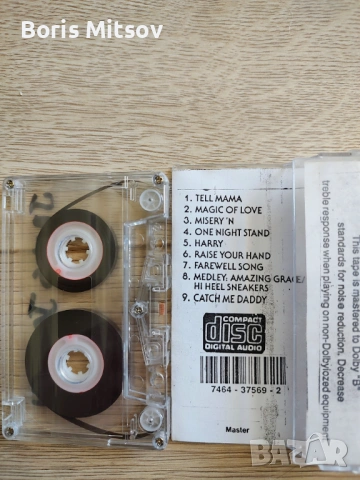 Boris Mitsov
1. TELL MAMA
2. MAGIC OF LOVE
3. MISERY 'N
4. ONE NIGHT STAND
5. HARRY
6. RAISE YOUR HAND
7. FAREWELL SONG
8. MEDLEY: AMAZING GRACE/
HI HEEL SNEAKERS
9. CATCH ME DADDY
COMPACT
disc
DIGITAL AUDIO
7464 - 37569 - 2
Master
This tape is mastered to Dolby "B"
standards for noise reduction. Decrease
treble response when playing on non-Dolbyized equipment
BAZAR